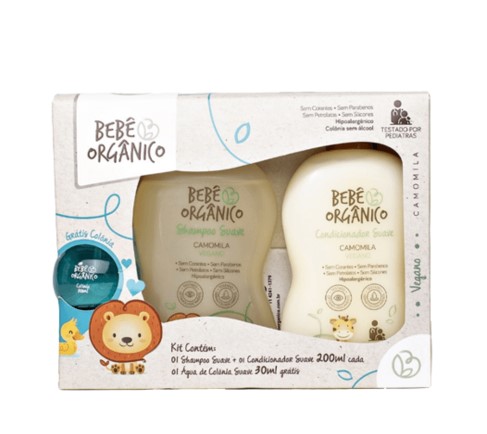 BEBÊ
ORGÂNICO
Sem Corantes • Sem Parabenos
Sem Petrolatos • Sem Silicones
Hipoalergênico
Colônia sem álcool
TESTADO POR
PEDIATRAS
Grátis Colônia
BEBÊ
ORGÂNICO
Colônia
BEBÊ
ORGÂNICO
Shampoo Suave
CAMOMILA
• Sem Corantes • Sem Parabenos
• Sem Petrolatos • Sem Silicones
Hipoalergênico
BEBÊ
ORGÂNICO
Condicionador Suave
CAMOMILA
• Sem Corantes • Sem Parabenos
• Sem Petrolatos • Sem Silicones
Hipoalergênico
• Vegano • CAMOMILA
Kit Contém:
01 Shampoo Suave + 01 Condicionador Suave 200ml cada
01 Água de Colônia Suave 30ml grátis